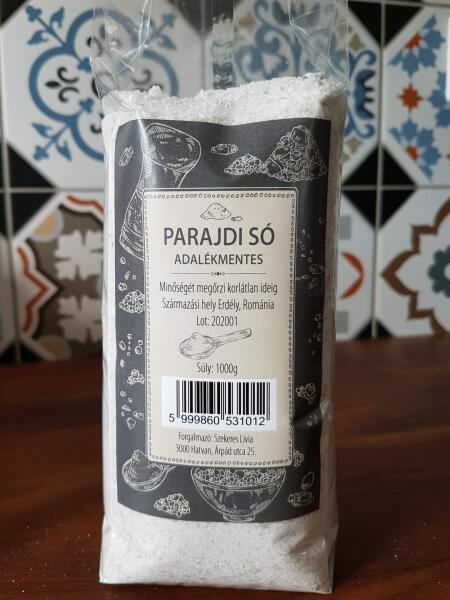 PARAJDI SÓ
ADALÉKMENTES
Minőségét megőrzi korlátlan ideig
Származási hely Erdély, Románia
Lot: 202001
Súly: 1000g
5 999860 531012
Forgalmazó: Szekeres Lívia
3000 Hatvan, Árpád utca 25.